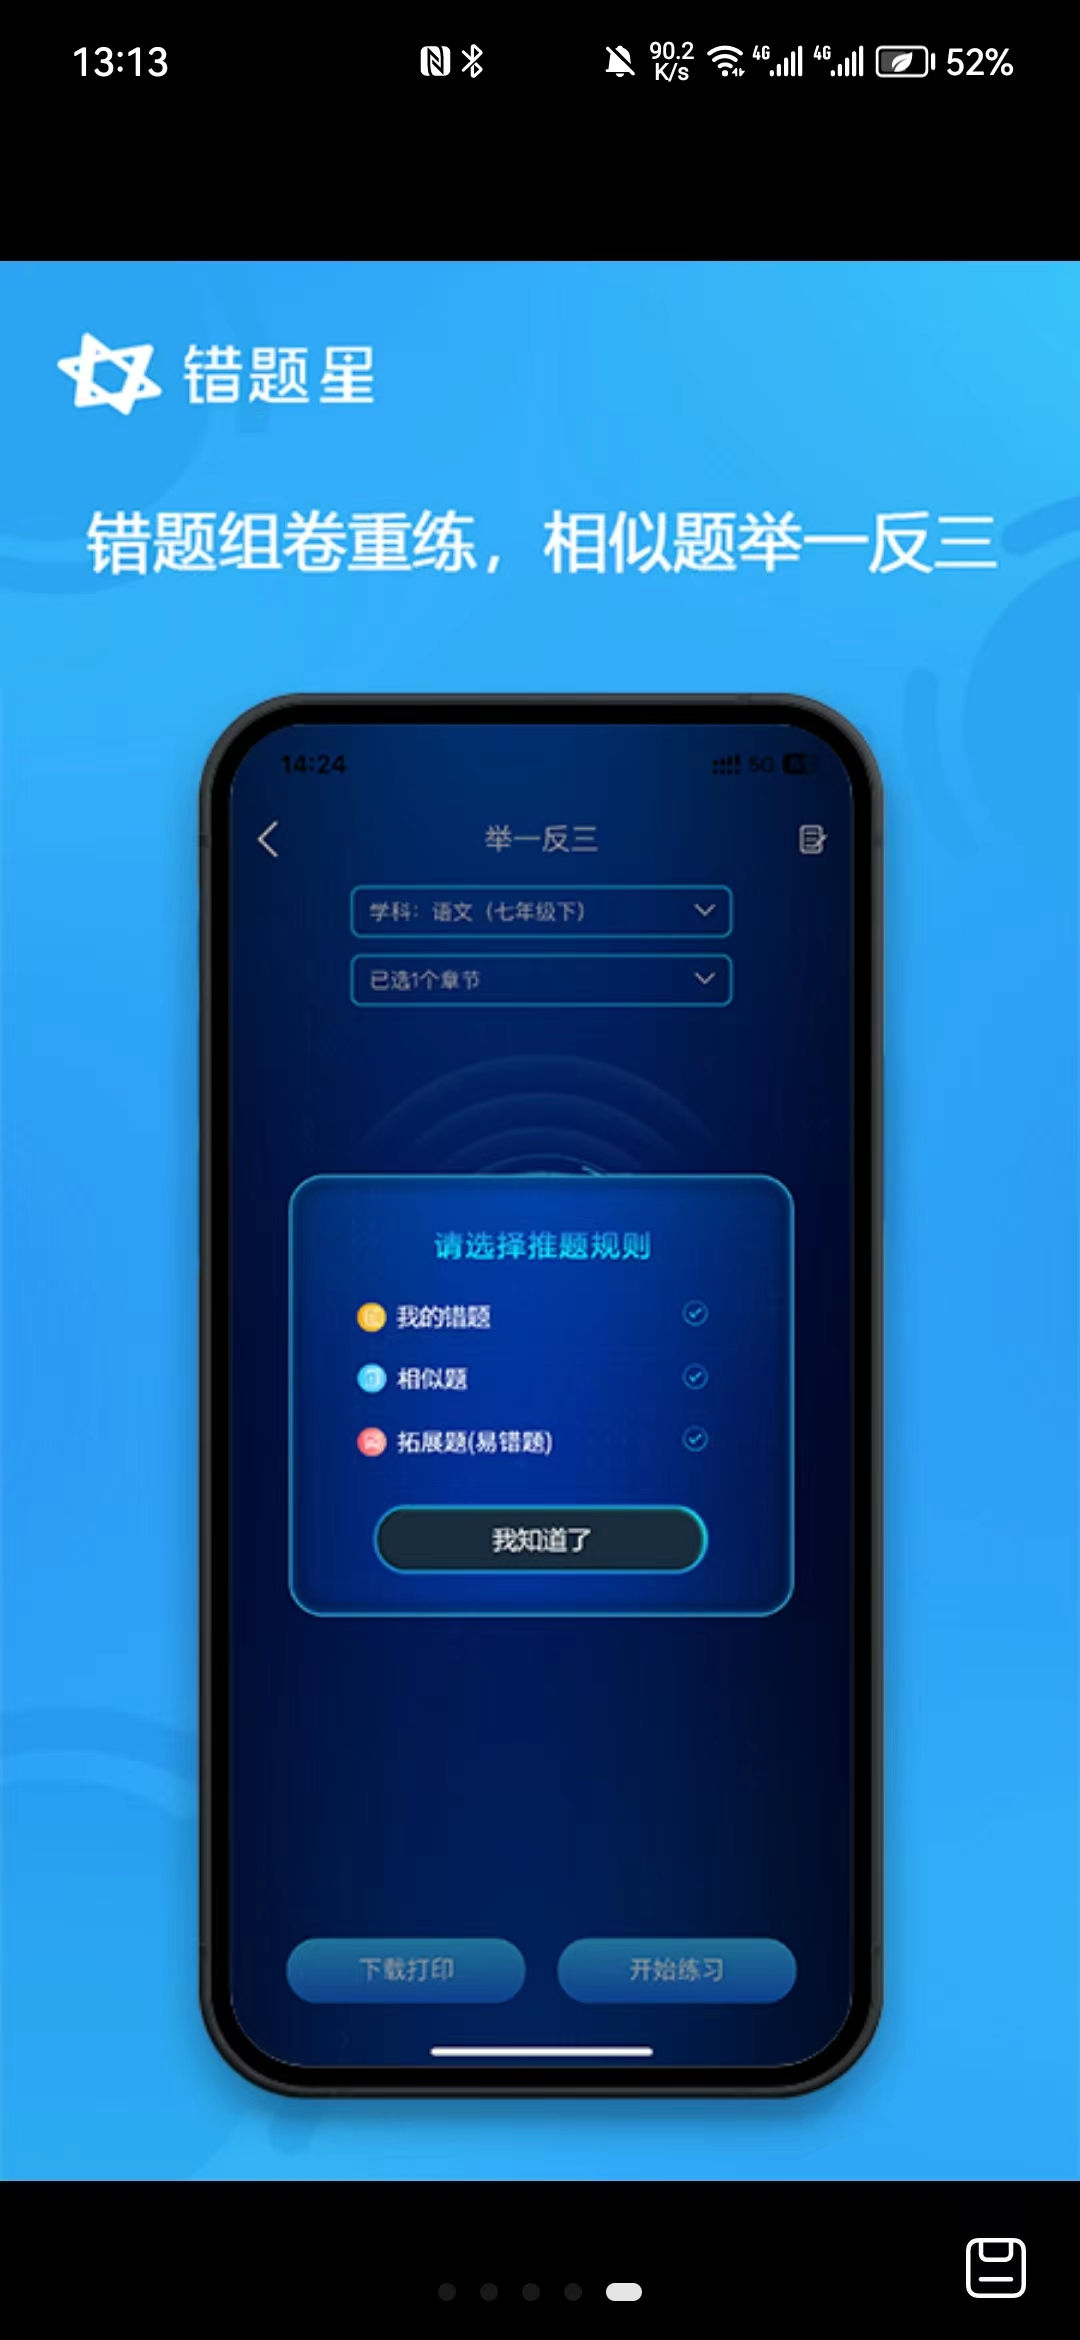 13:13
90.2
K/s
4G
4G
52%
错题星
错题组卷重练，相似题举一反三
14:24
5G
举一反三
学科：语文（七年级下）
已选1个章节
请选择推题规则
我的错题
相似题
拓展题(易错题)
我知道了
下载打印
开始练习